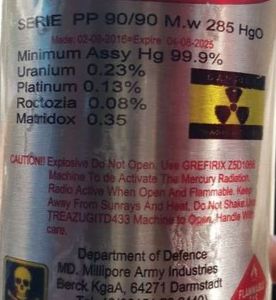 SERIE PP 90/90 M.w 285 HgO
Made: 02-08-2016=Expire 04-08-2025
Minimum Assy Hg 99.9%
Uranium 0.23%
Platinum 0.13%
Roctozia 0.08%
Matridox 0.35
CAUTION!! Explosive Do Not Open. Use GREFIRIX
Machine To de Activate The Mercury Radiation.
Radio Active When Open And Flammable. Keep
Away From Sunrays And Heat, Do Not Shake. Use
TREAZUGITD433 Machine to Open. Handle With
care.
Department of Defence
MD. Millipore Army Industries
Berck KgaA, 64271 Darmstadt
FLAMMABLE